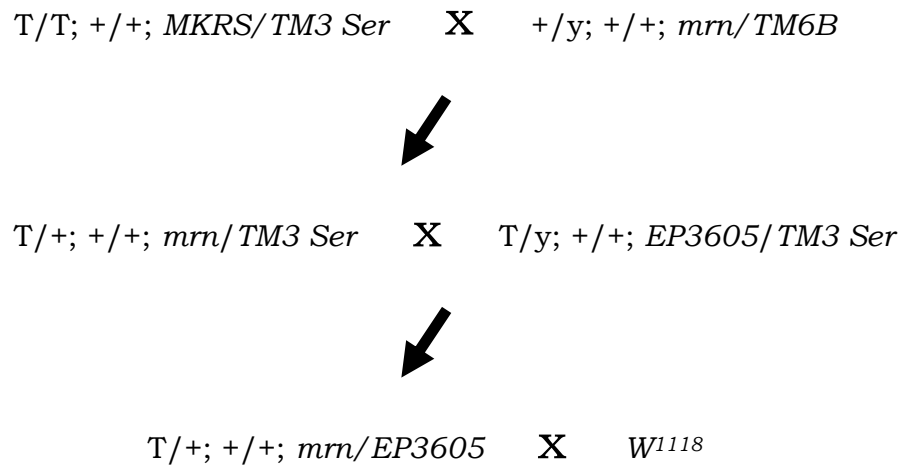 T/T; +/+; MKRS/TM3 Ser X +/y; +/+; mrn/TM6B
T/+; +/+; mrn/TM3 Ser X T/y; +/+; EP3605/TM3 Ser
T/+; +/+; mrn/EP3605 X W1118